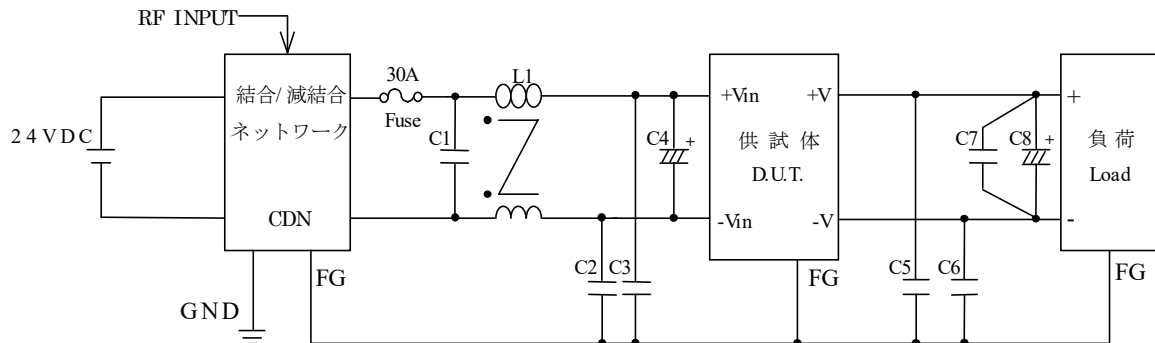 RF INPUT
24VDC
結合/減結合
ネットワーク
CDN
GND
FG
30A
Fuse
C1
L1
C2
C3
C4
+
+Vin
-Vin
供試体
D.U.T.
+V
-V
FG
C5
C6
C7
C8
+
+
-
負荷
Load
FG